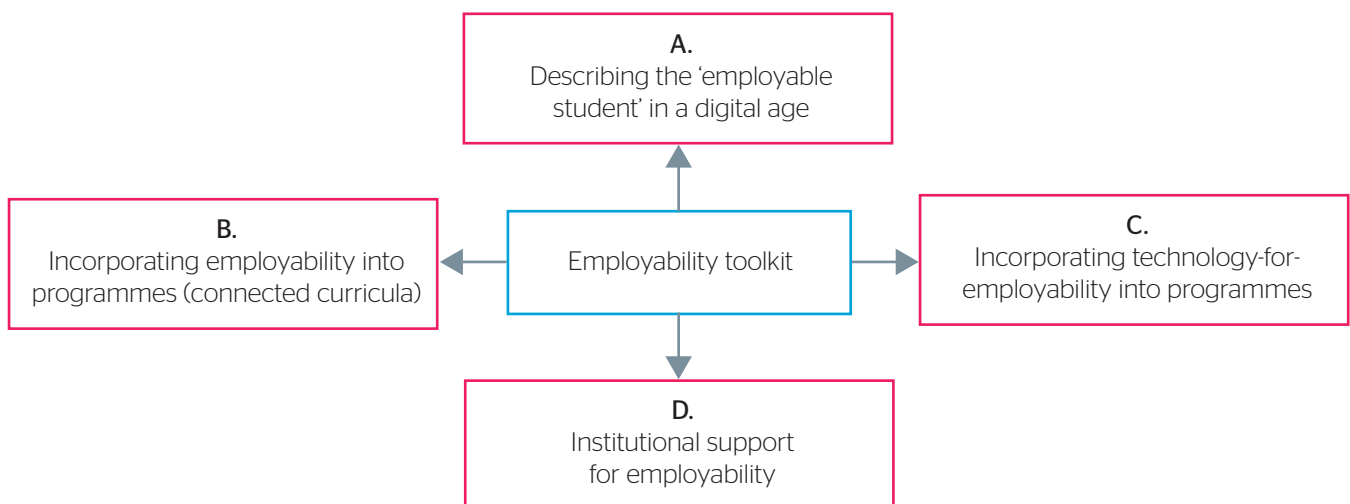 A.
Describing the ‘employable
student’ in a digital age
B.
Incorporating employability into
programmes (connected curricula)
Employability toolkit
C.
Incorporating technology-for-
employability into programmes
D.
Institutional support
for employability